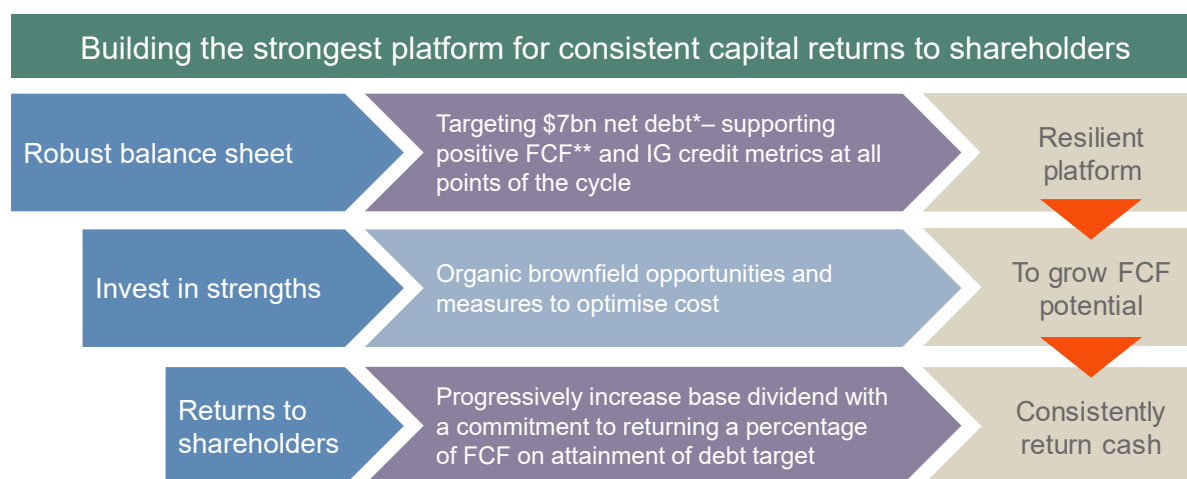 Building the strongest platform for consistent capital returns to shareholders
Robust balance sheet
Targeting $7bn net debt*– supporting
positive FCF** and IG credit metrics at all
points of the cycle
Resilient
platform
Invest in strengths
Organic brownfield opportunities and
measures to optimise cost
To grow FCF
potential
Returns to
shareholders
Progressively increase base dividend with
a commitment to returning a percentage
of FCF on attainment of debt target
Consistently
return cash